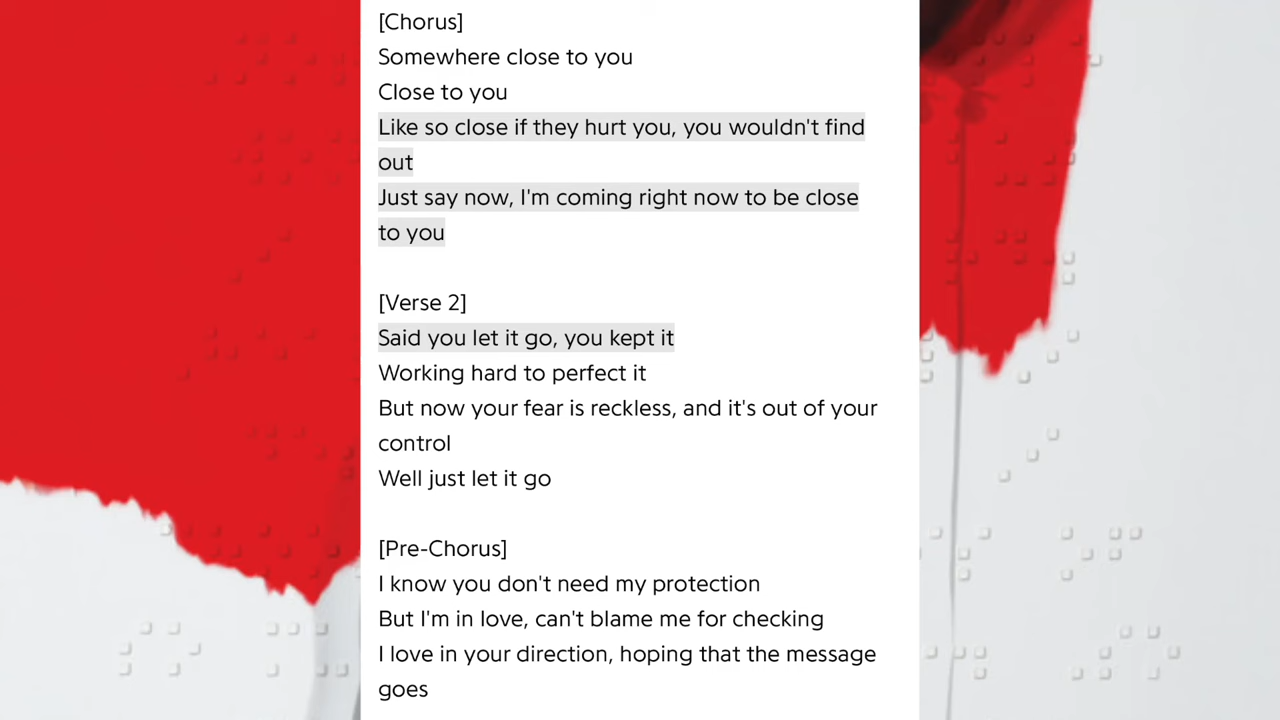 [Chorus]
Somewhere close to you
Close to you
Like so close if they hurt you, you wouldn't find
out
Just say now, I'm coming right now to be close
to you
[Verse 2]
Said you let it go, you kept it
Working hard to perfect it
But now your fear is reckless, and it's out of your
control
Well just let it go
[Pre-Chorus]
I know you don't need my protection
But I'm in love, can't blame me for checking
I love in your direction, hoping that the message
goes